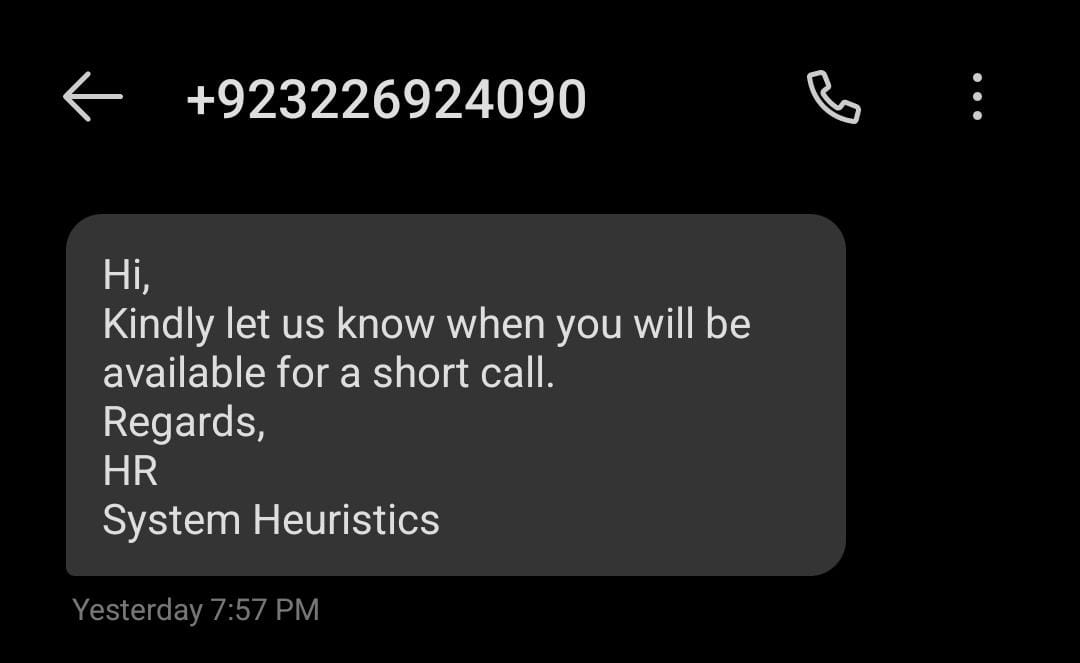 +923226924090
Hi,
Kindly let us know when you will be
available for a short call.
Regards,
HR
System Heuristics
Yesterday 7:57 PM